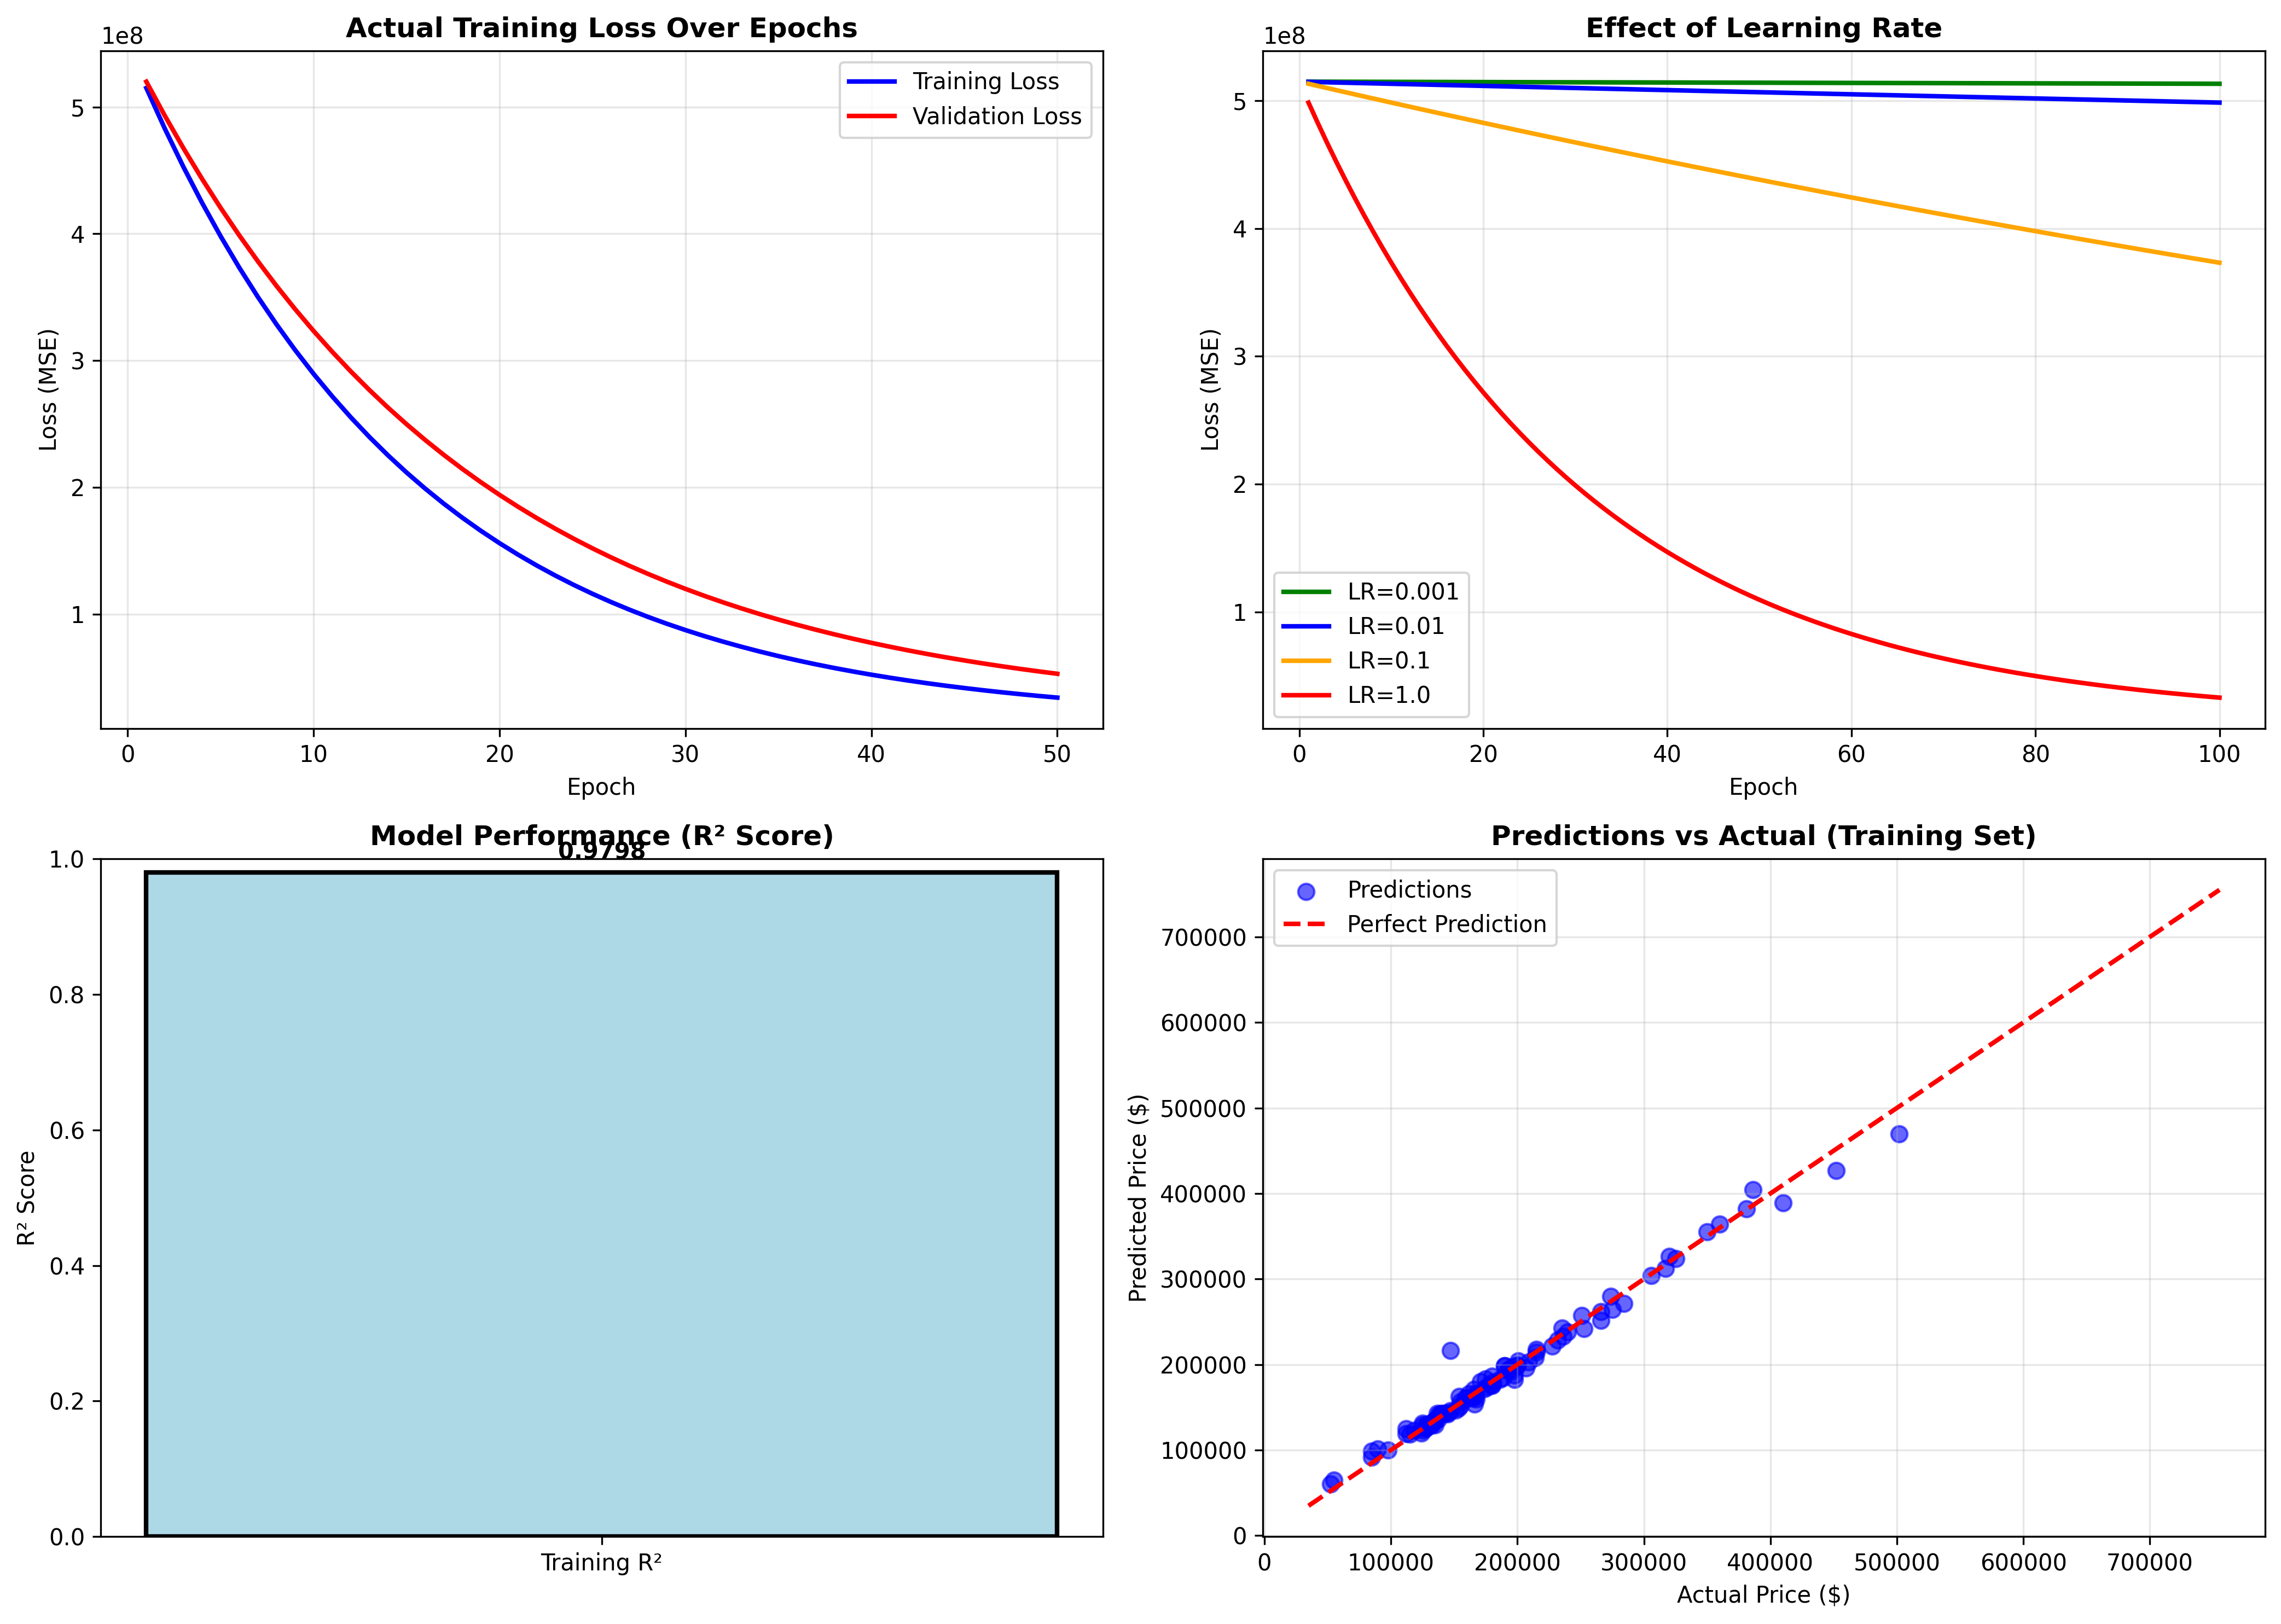 Actual Training Loss Over Epochs
1e8
Training Loss
Validation Loss
5
4
3
2
1
Loss (MSE)
0 10 20 30 40 50
Epoch
Effect of Learning Rate
1e8
5
4
3
2
1
Loss (MSE)
LR=0.001
LR=0.01
LR=0.1
LR=1.0
0 20 40 60 80 100
Epoch
Model Performance (R² Score)
0.9798
1.0
0.8
0.6
0.4
0.2
0.0
R² Score
Training R²
Predictions vs Actual (Training Set)
Predictions
Perfect Prediction
700000
600000
500000
400000
300000
200000
100000
0
Predicted Price ($)
0 100000 200000 300000 400000 500000 600000 700000
Actual Price ($)